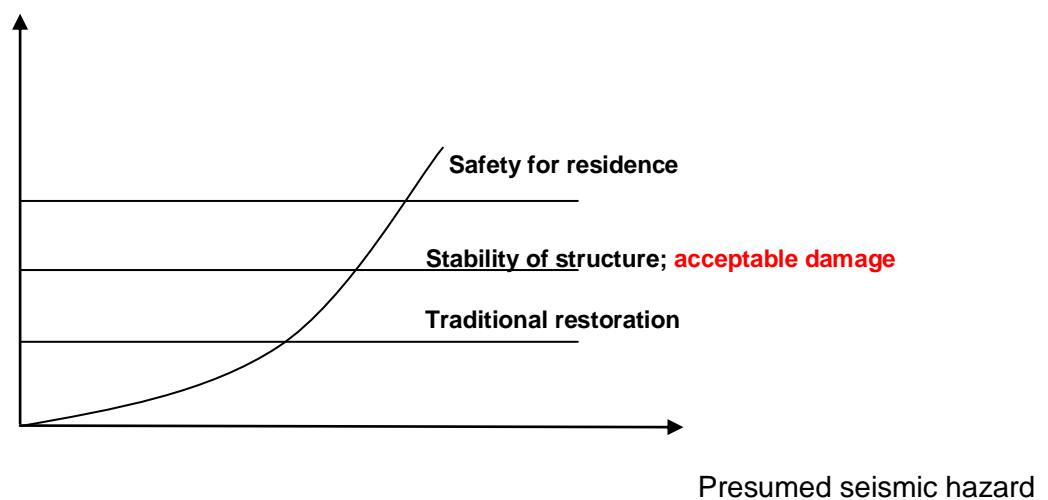 Safety for residence
Stability of structure; acceptable damage
Traditional restoration
Presumed seismic hazard